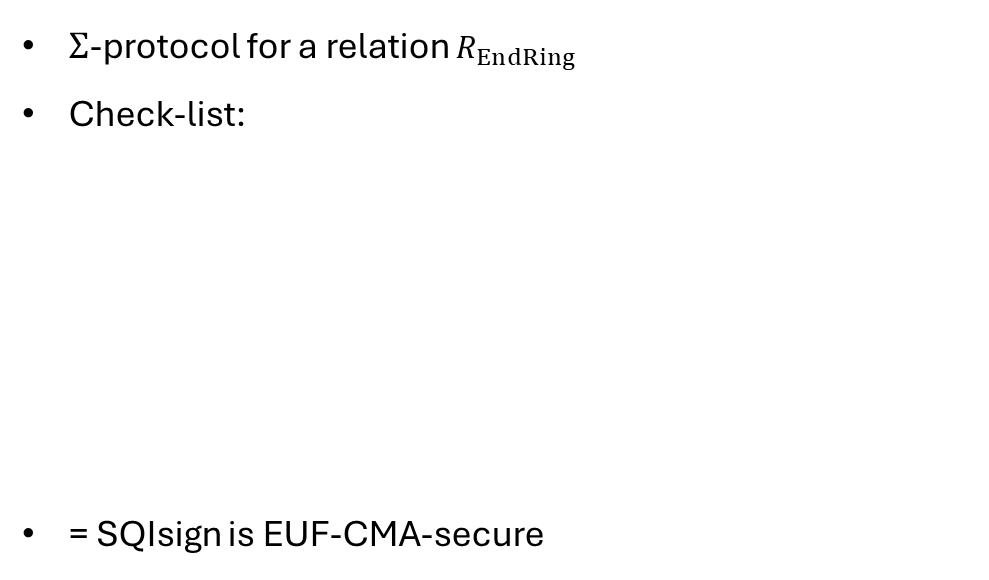 • Σ-protocol for a relation R_EndRing
• Check-list:
• = SQIsign is EUF-CMA-secure